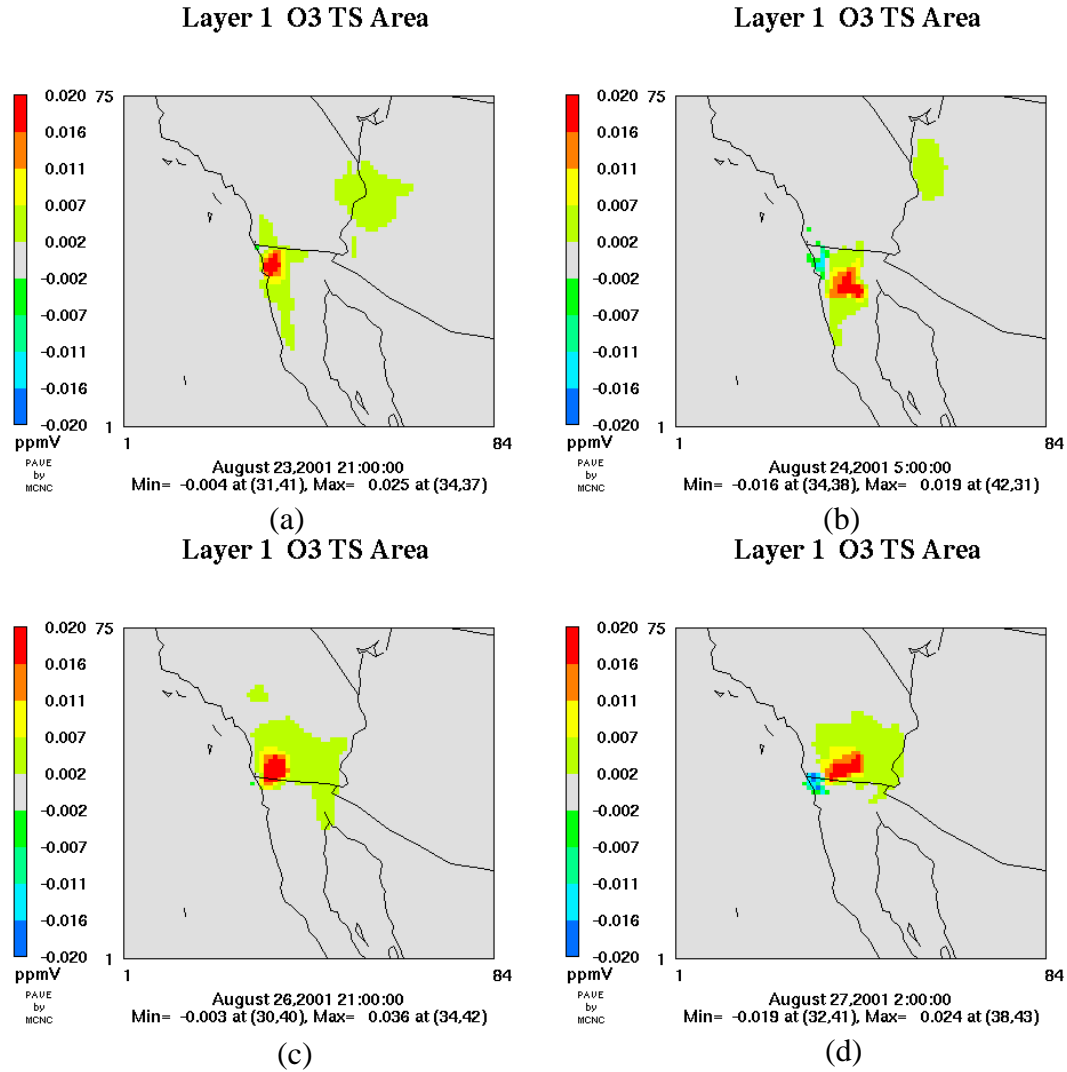 Layer 1 O3 TS Area
0.020
0.016
0.011
0.007
0.002
-0.002
-0.007
-0.011
-0.016
-0.020
ppmV
PAVE
by
MCNC
75
1
1
84
August 23,2001 21:00:00
Min= -0.004 at (31,41), Max= 0.025 at (34,37)
(a)
Layer 1 O3 TS Area
0.020
0.016
0.011
0.007
0.002
-0.002
-0.007
-0.011
-0.016
-0.020
ppmV
PAVE
by
MCNC
75
1
1
84
August 24,2001 5:00:00
Min= -0.016 at (34,38), Max= 0.019 at (42,31)
(b)
Layer 1 O3 TS Area
0.020
0.016
0.011
0.007
0.002
-0.002
-0.007
-0.011
-0.016
-0.020
ppmV
PAVE
by
MCNC
75
1
1
84
August 26,2001 21:00:00
Min= -0.003 at (30,40), Max= 0.036 at (34,42)
(c)
Layer 1 O3 TS Area
0.020
0.016
0.011
0.007
0.002
-0.002
-0.007
-0.011
-0.016
-0.020
ppmV
PAVE
by
MCNC
75
1
1
84
August 27,2001 2:00:00
Min= -0.019 at (32,41), Max= 0.024 at (38,43)
(d)